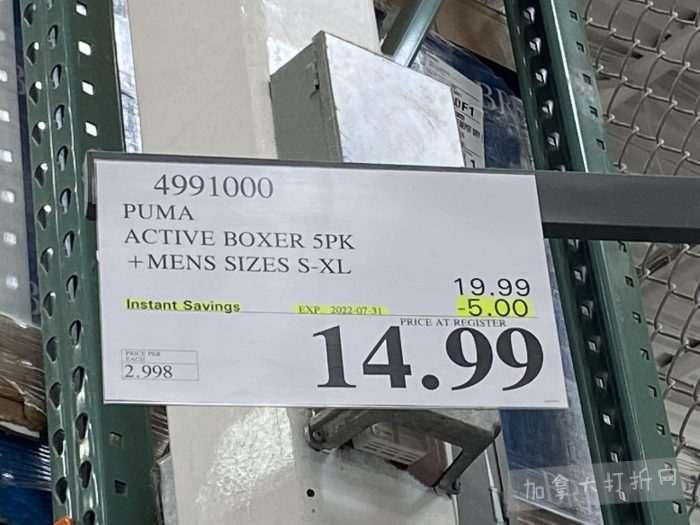 4991000
PUMA
ACTIVE BOXER 5PK
+MENS SIZES S-XL
19.99
Instant Savings EXP. 2022-07-31 -5.00
PRICE AT REGISTER
14.99
PRICE PER
EACH
2.998
加拿大打折网